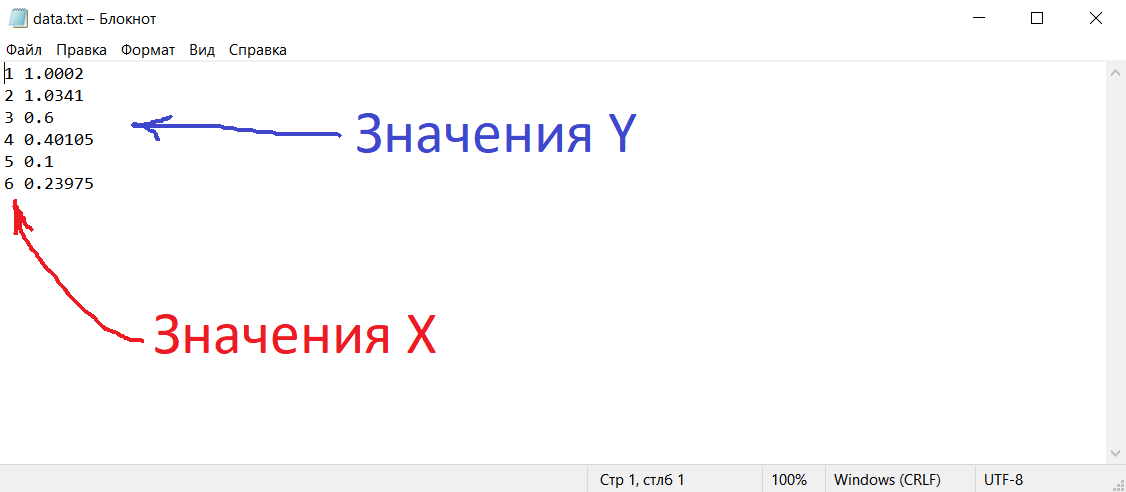 data.txt – Блокнот
Файл Правка Формат Вид Справка
1 1.0002
2 1.0341
3 0.6
4 0.40105
5 0.1
6 0.23975
Значения Y
Значения X
Стр 1, стлб 1 100% Windows (CRLF) UTF-8